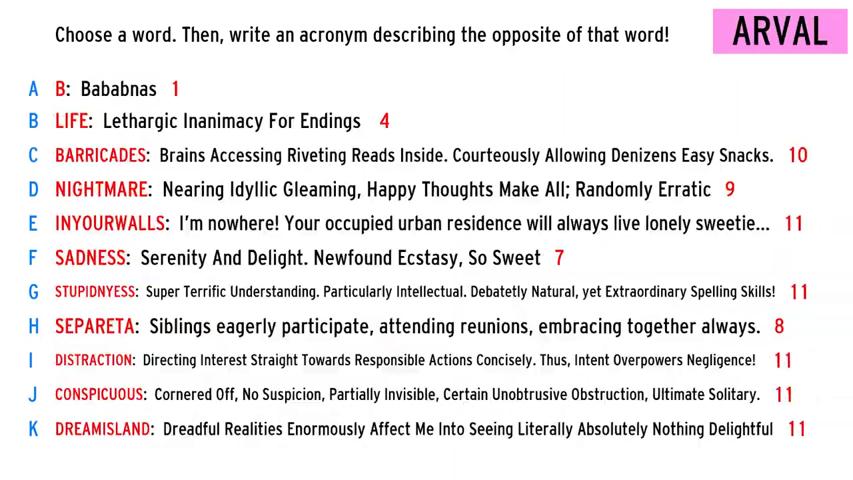 Choose a word. Then, write an acronym describing the opposite of that word!
ARVAL
A B: Bababnas 1
B LIFE: Lethargic Inanimacy For Endings 4
C BARRICADES: Brains Accessing Riveting Reads Inside. Courteously Allowing Denizens Easy Snacks. 10
D NIGHTMARE: Nearing Idyllic Gleaming, Happy Thoughts Make All; Randomly Erratic 9
E INYOURWALLS: I'm nowhere! Your occupied urban residence will always live lonely sweetie... 11
F SADNESS: Serenity And Delight. Newfound Ecstasy, So Sweet 7
G STUPIDNYESS: Super Terrific Understanding. Particularly Intellectual. Debatetly Natural, yet Extraordinary Spelling Skills! 11
H SEPARETA: Siblings eagerly participate, attending reunions, embracing together always. 8
I DISTRACTION: Directing Interest Straight Towards Responsible Actions Concisely. Thus, Intent Overpowers Negligence! 11
J CONSPICUOUS: Cornered Off, No Suspicion, Partially Invisible, Certain Unobtrusive Obstruction, Ultimate Solitary. 11
K DREAMISLAND: Dreadful Realities Enormously Affect Me Into Seeing Literally Absolutely Nothing Delightful 11